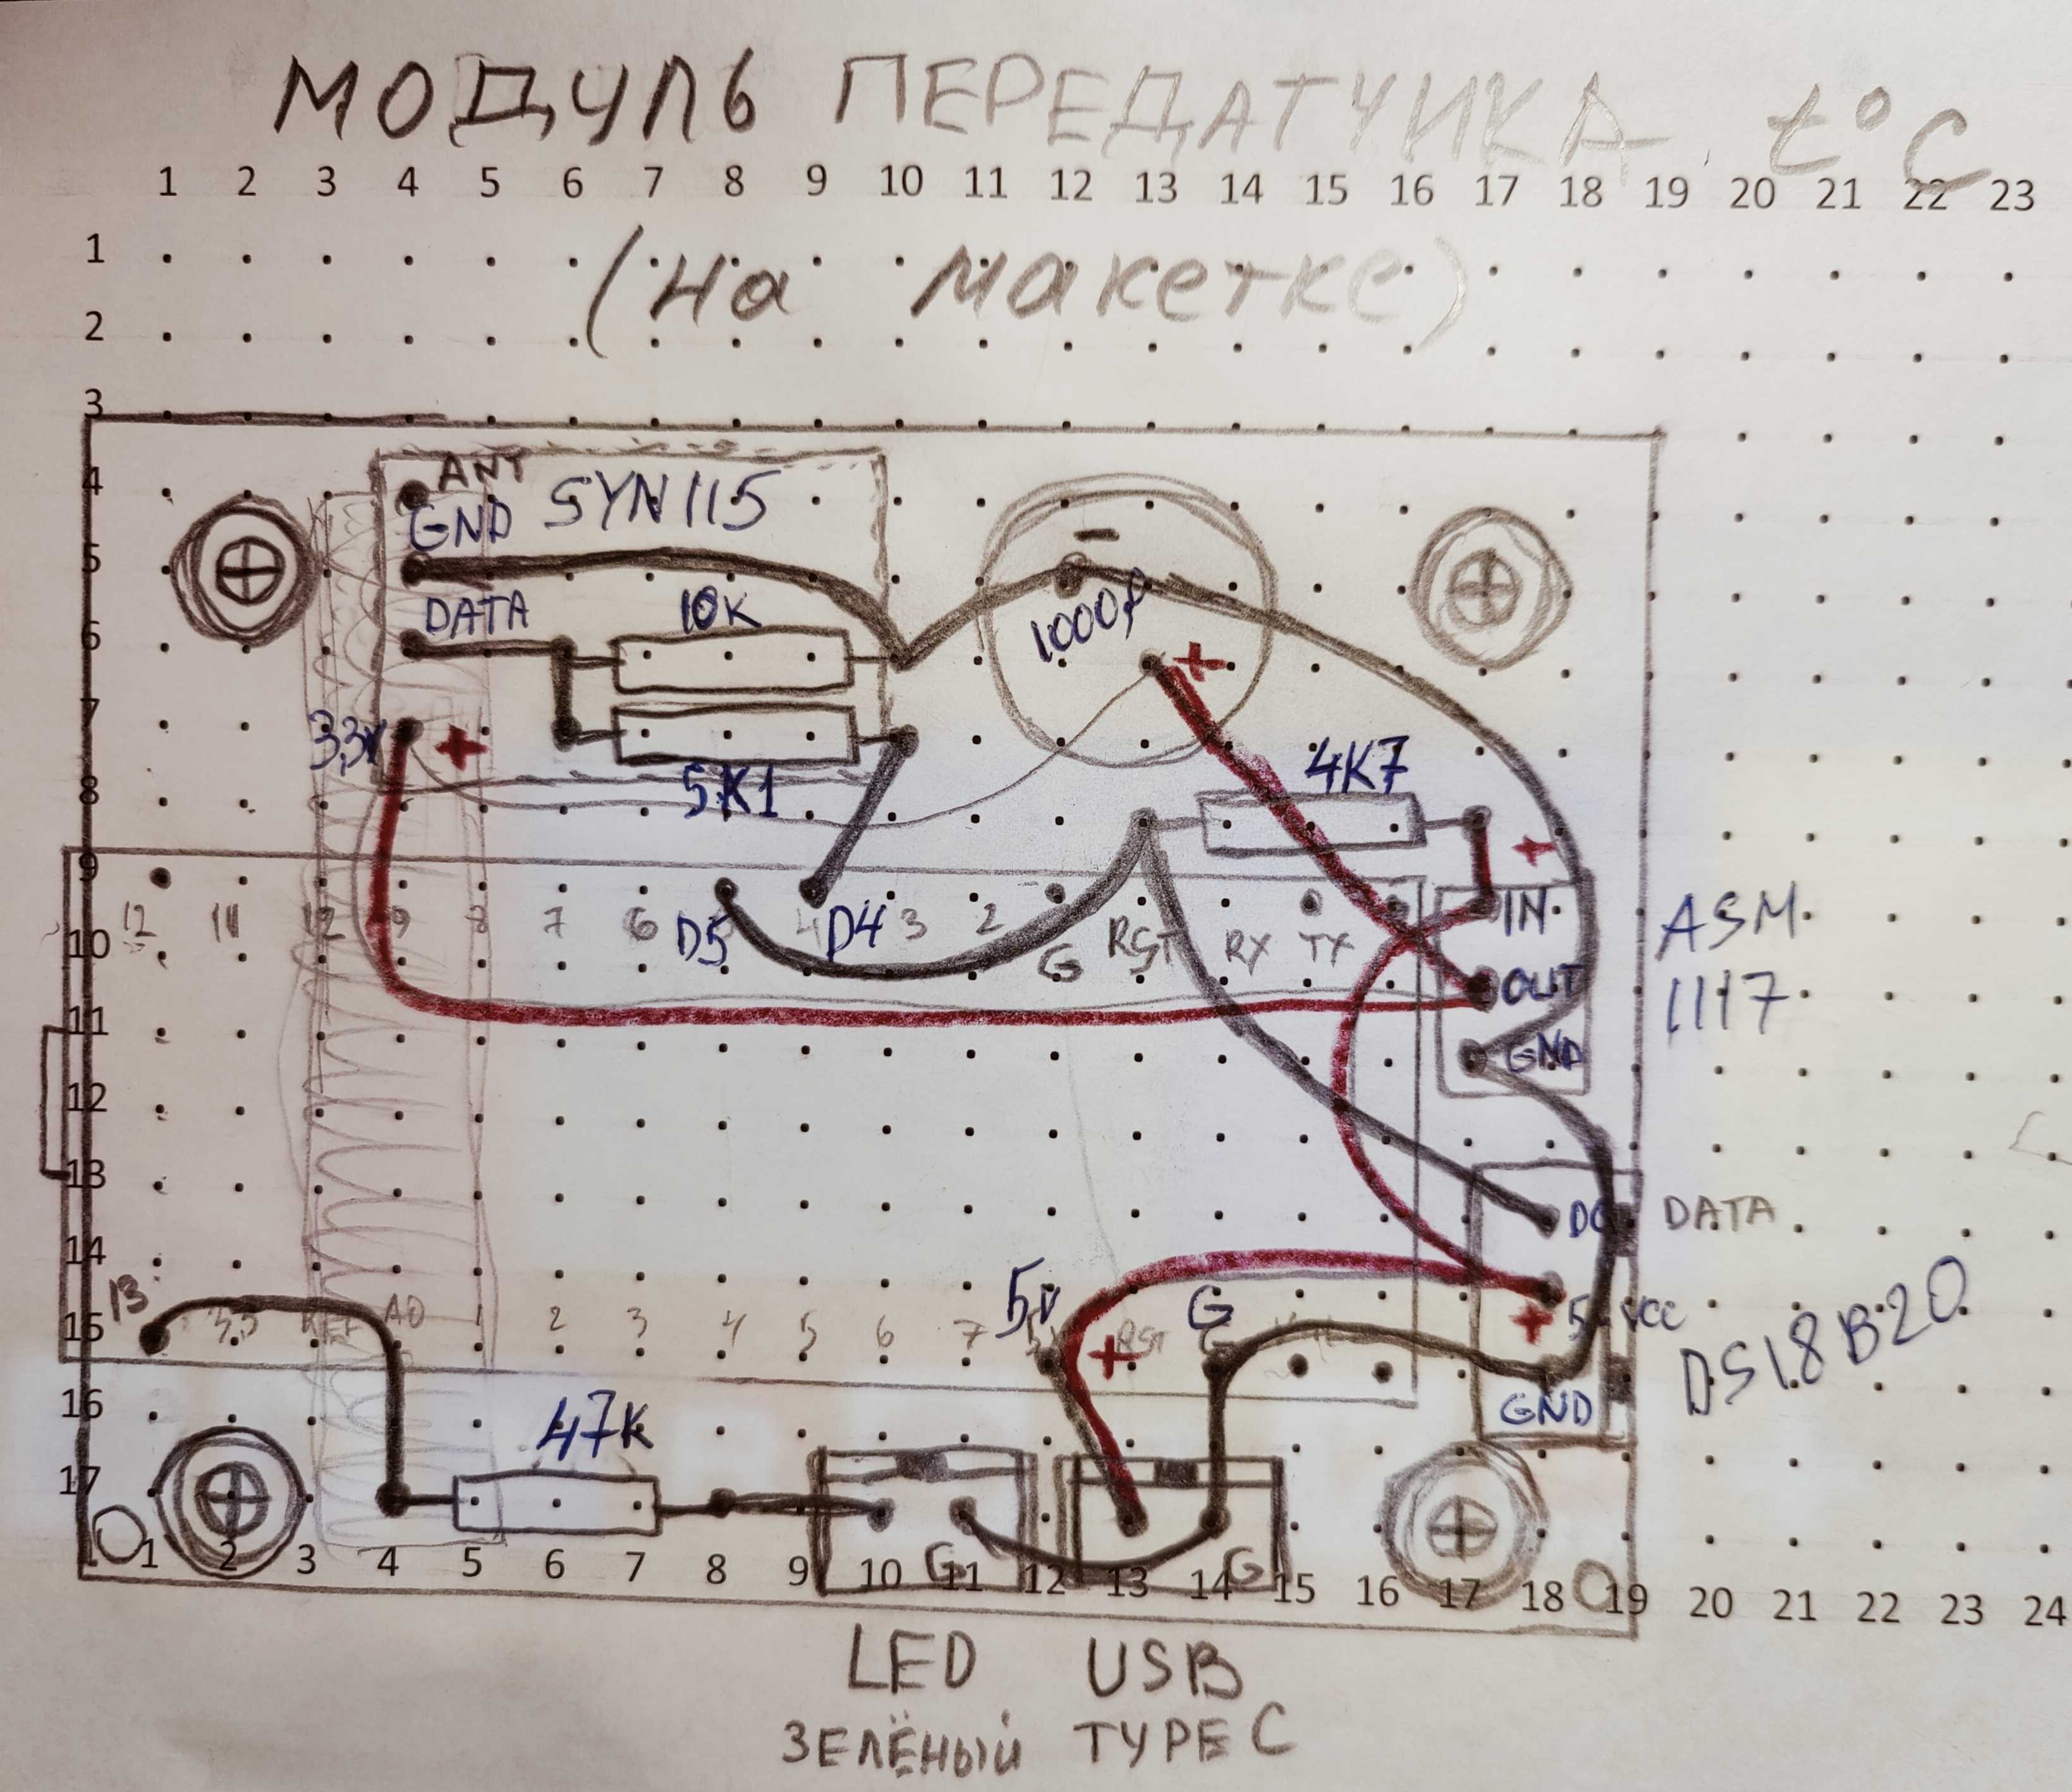 МОДУЛЬ ПЕРЕДАТЧИКА t°C
1 2 3 4 5 6 7 8 9 10 11 12 13 14 15 16 17 18 19 20 21 22 23
1
(На макетке)
2
3
4
ANT
GND SYN115
-
5
1000µ
DATA 10K
6
+
7
3,3V +
5K1
4K7
8
+
9
12 11 12 9 8 7 6 D5 4 D4 3 2 G RST RX TX
IN
ASM
10
OUT
1117
11
GND
12
13
DQ DATA
14
13 3,3 REF A0 1 2 3 4 5 6 7 5V RST G
15
+
+ 5 VCC
DS18B20
16
47K
GND
17
G G
1 2 3 4 5 6 7 8 9 10 11 12 13 14 15 16 17 18 19 20 21 22 23 24
LED USB
ЗЕЛЁНЫЙ TYPE C